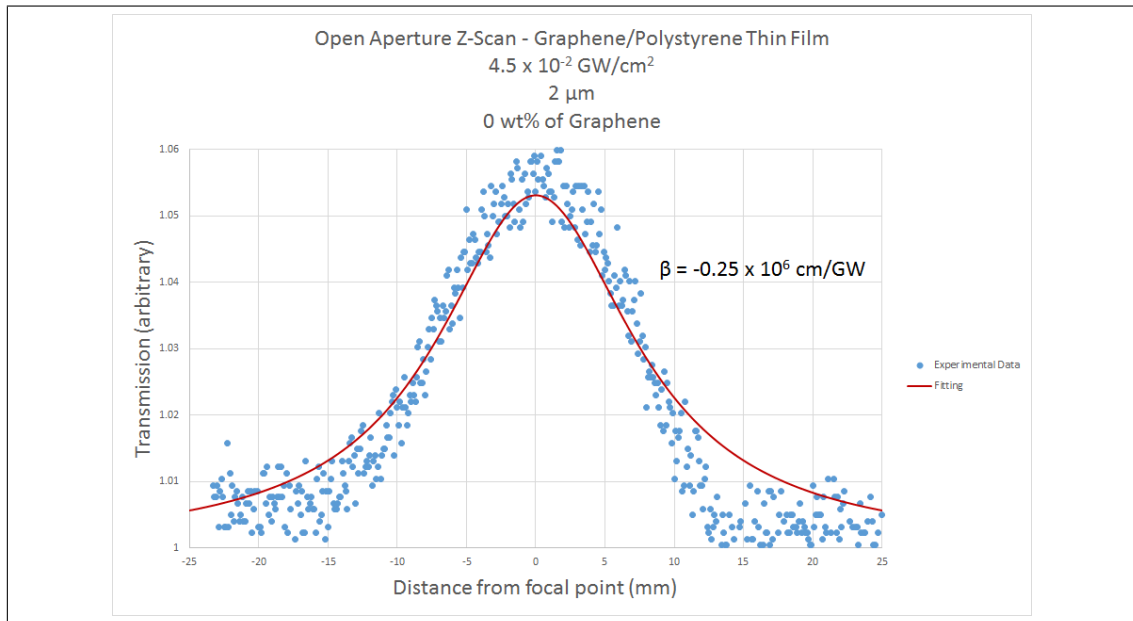 Open Aperture Z-Scan - Graphene/Polystyrene Thin Film
4.5 x 10⁻² GW/cm²
2 μm
0 wt% of Graphene
1.06
1.05
1.04
1.03
1.02
1.01
1
Transmission (arbitrary)
β = -0.25 x 10⁶ cm/GW
Experimental Data
Fitting
-25 -20 -15 -10 -5 0 5 10 15 20 25
Distance from focal point (mm)